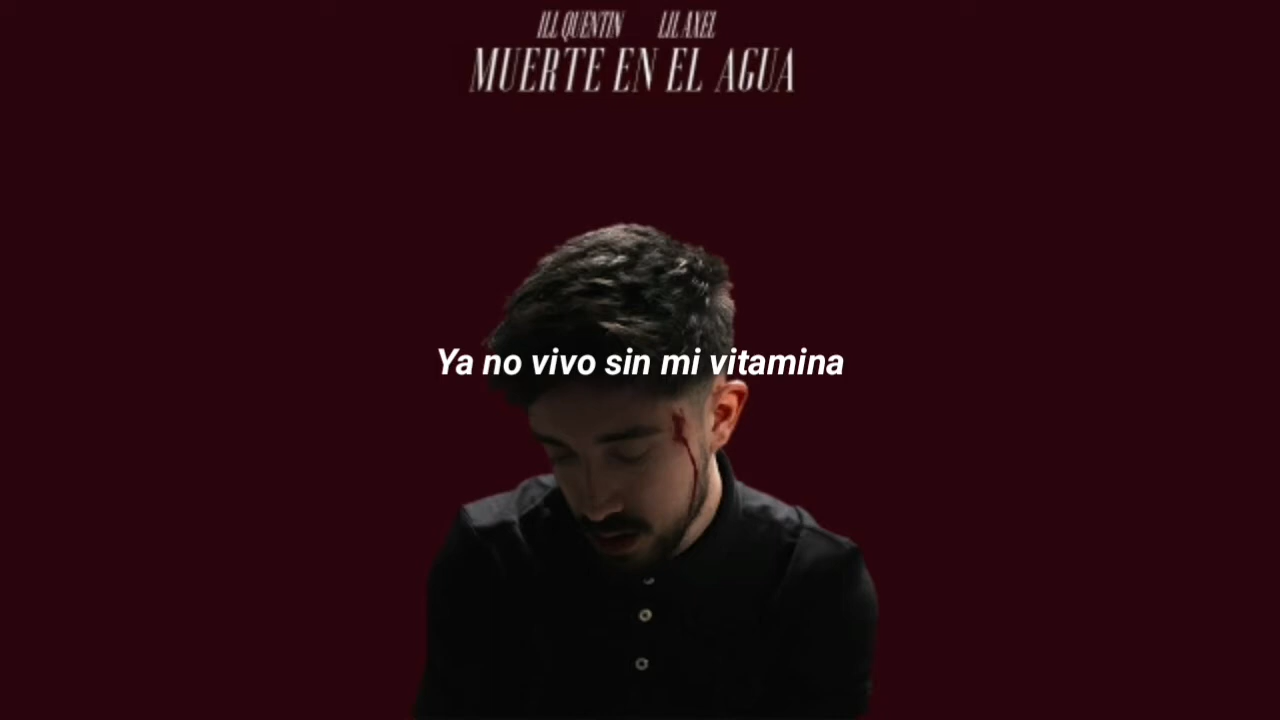 ILL QUENTIN LIL AXEL
MUERTE EN EL AGUA
Ya no vivo sin mi vitamina